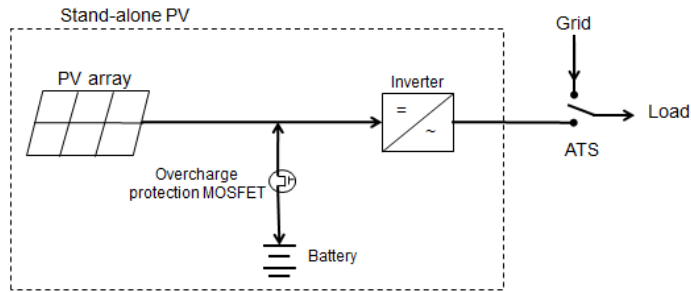 Stand-alone PV
Grid
PV array
Inverter
=
~
Load
ATS
Overcharge
protection MOSFET
Battery